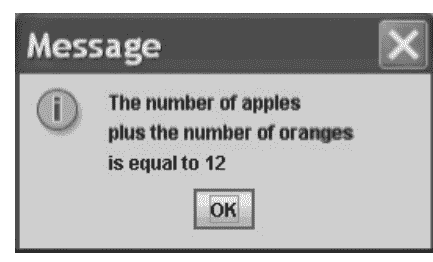 Message
The number of apples
plus the number of oranges
is equal to 12
OK